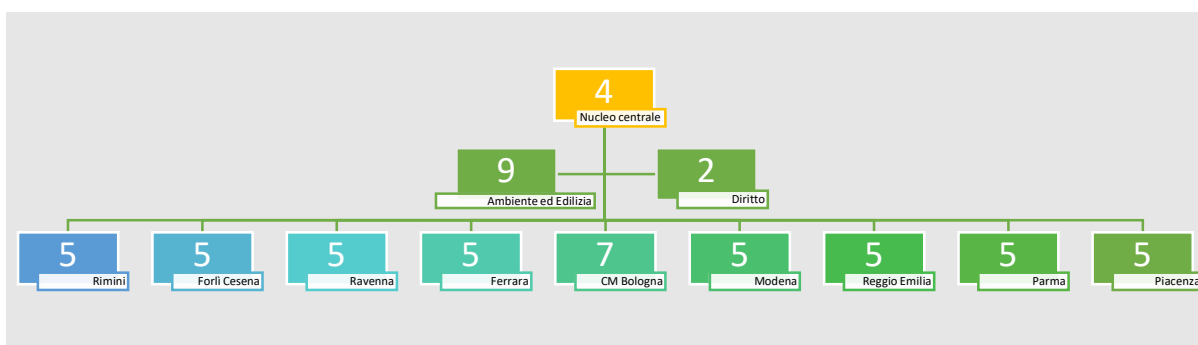 4
Nucleo centrale
9
Ambiente ed Edilizia
2
Diritto
5
Rimini
5
Forlì Cesena
5
Ravenna
5
Ferrara
7
CM Bologna
5
Modena
5
Reggio Emilia
5
Parma
5
Piacenza